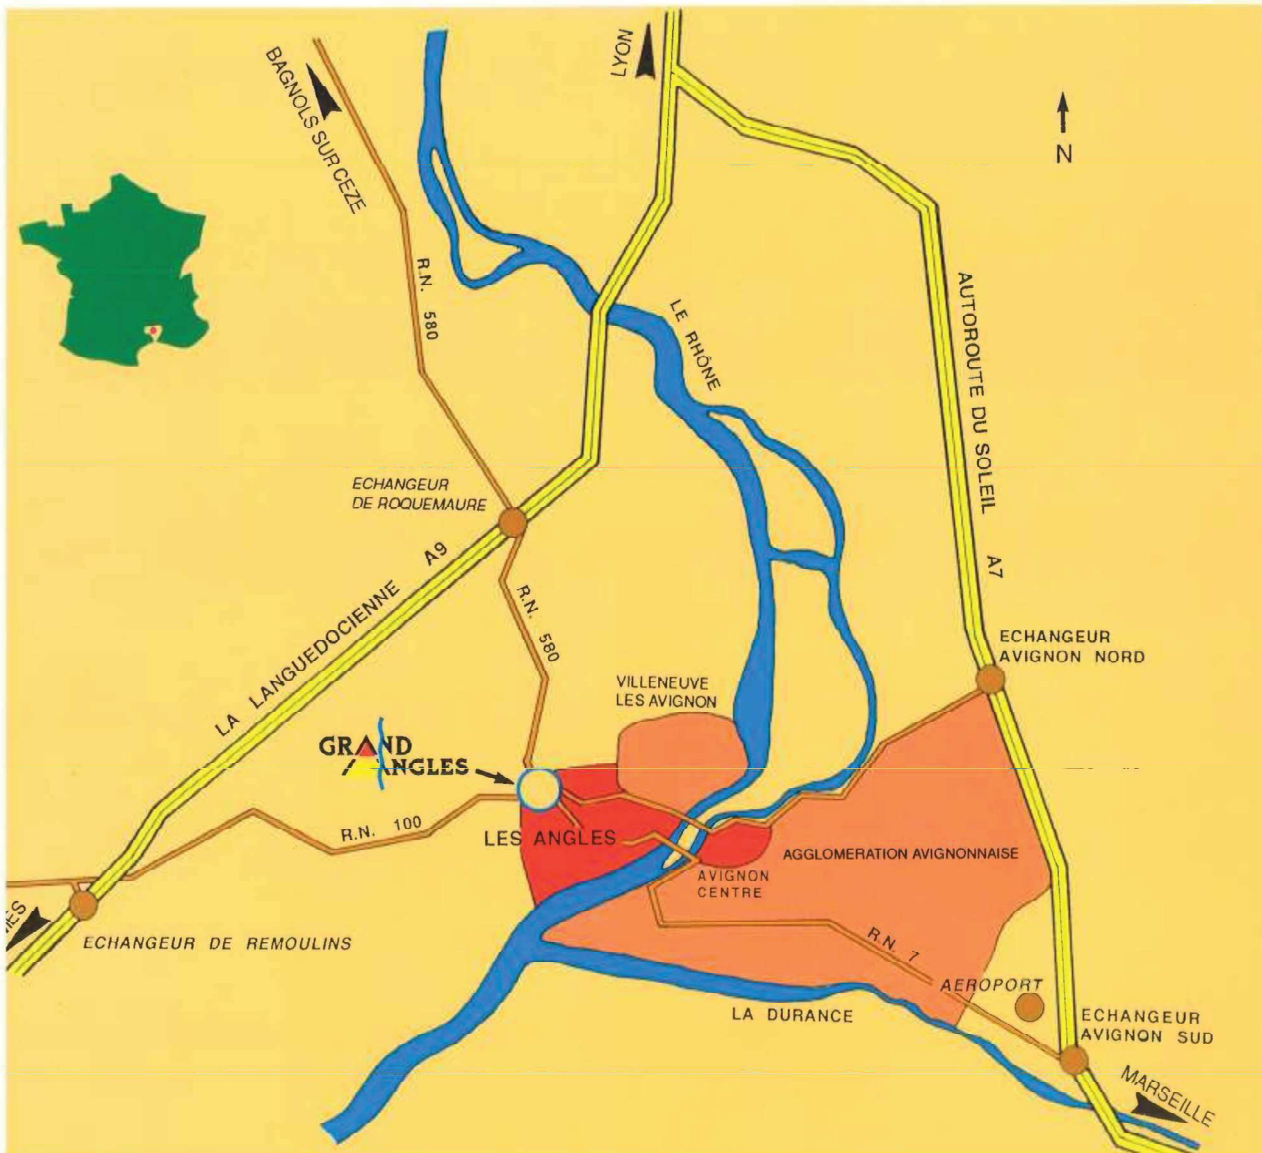 LYON
BAGNOLS SUR CEZE
N
R.N. 580
LE RHÔNE
AUTOROUTE DU SOLEIL A7
ECHANGEUR
DE ROQUEMAURE
LA LANGUEDOCIENNE A9
R.N. 580
ECHANGEUR
AVIGNON NORD
VILLENEUVE
LES AVIGNON
GRAND
ANGLES
R.N. 100
LES ANGLES
AGGLOMERATION AVIGNONNAISE
AVIGNON
CENTRE
ECHANGEUR DE REMOULINS
R.N. 7
AEROPORT
LA DURANCE
ECHANGEUR
AVIGNON SUD
MARSEILLE